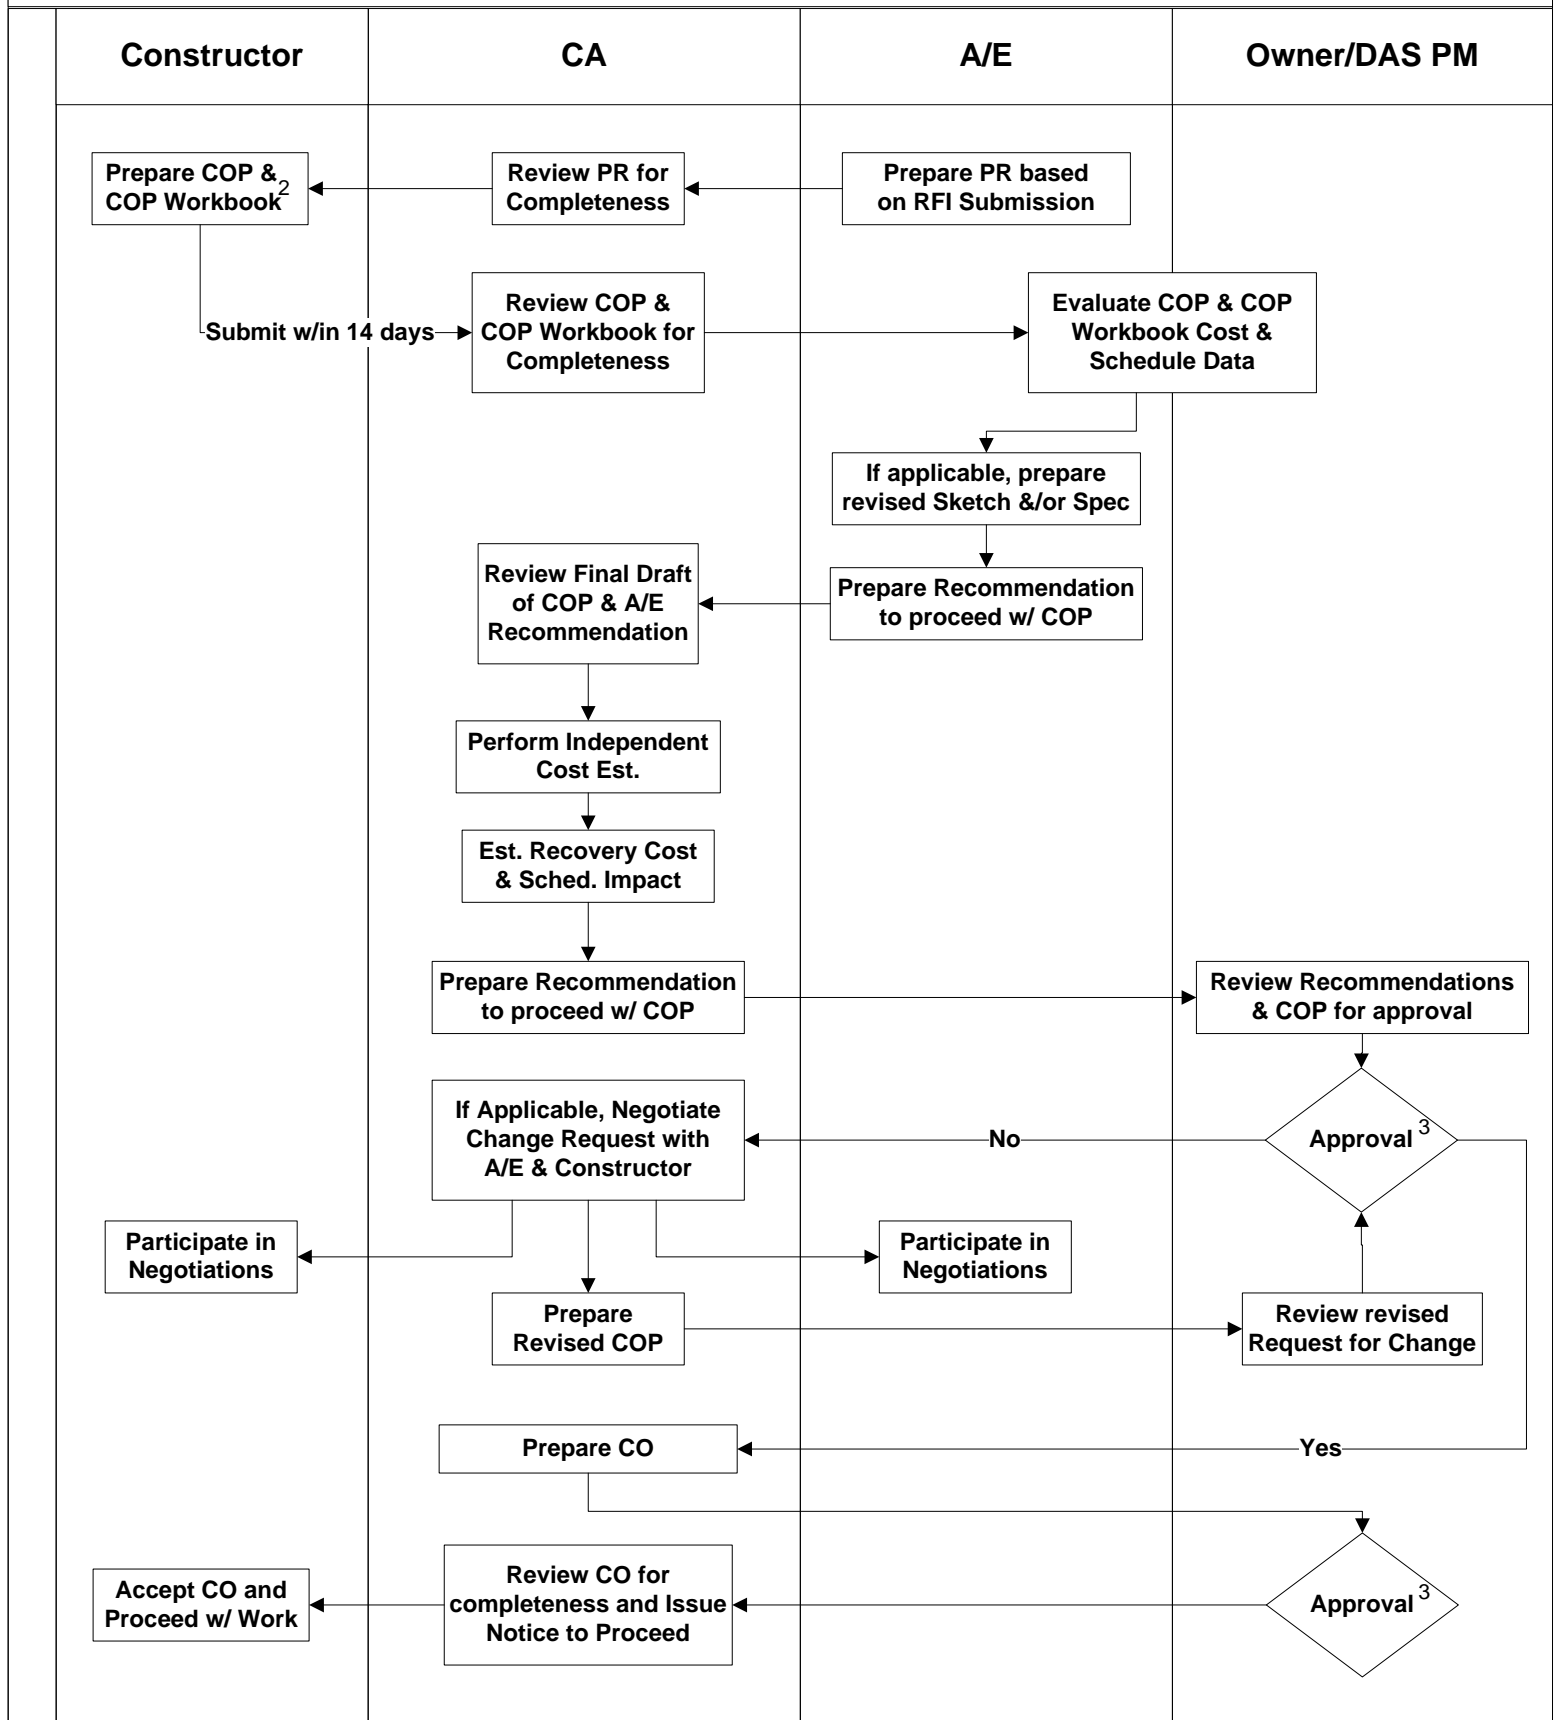 Constructor
CA
A/E
Owner/DAS PM
Prepare COP &
COP Workbook 2
Review PR for
Completeness
Prepare PR based
on RFI Submission
Submit w/in 14 days
Review COP &
COP Workbook for
Completeness
Evaluate COP & COP
Workbook Cost &
Schedule Data
If applicable, prepare
revised Sketch &/or Spec
Review Final Draft
of COP & A/E
Recommendation
Prepare Recommendation
to proceed w/ COP
Perform Independent
Cost Est.
Est. Recovery Cost
& Sched. Impact
Prepare Recommendation
to proceed w/ COP
Review Recommendations
& COP for approval
If Applicable, Negotiate
Change Request with
A/E & Constructor
No
Approval 3
Participate in
Negotiations
Participate in
Negotiations
Prepare
Revised COP
Review revised
Request for Change
Prepare CO
Yes
Accept CO and
Proceed w/ Work
Review CO for
completeness and Issue
Notice to Proceed
Approval 3